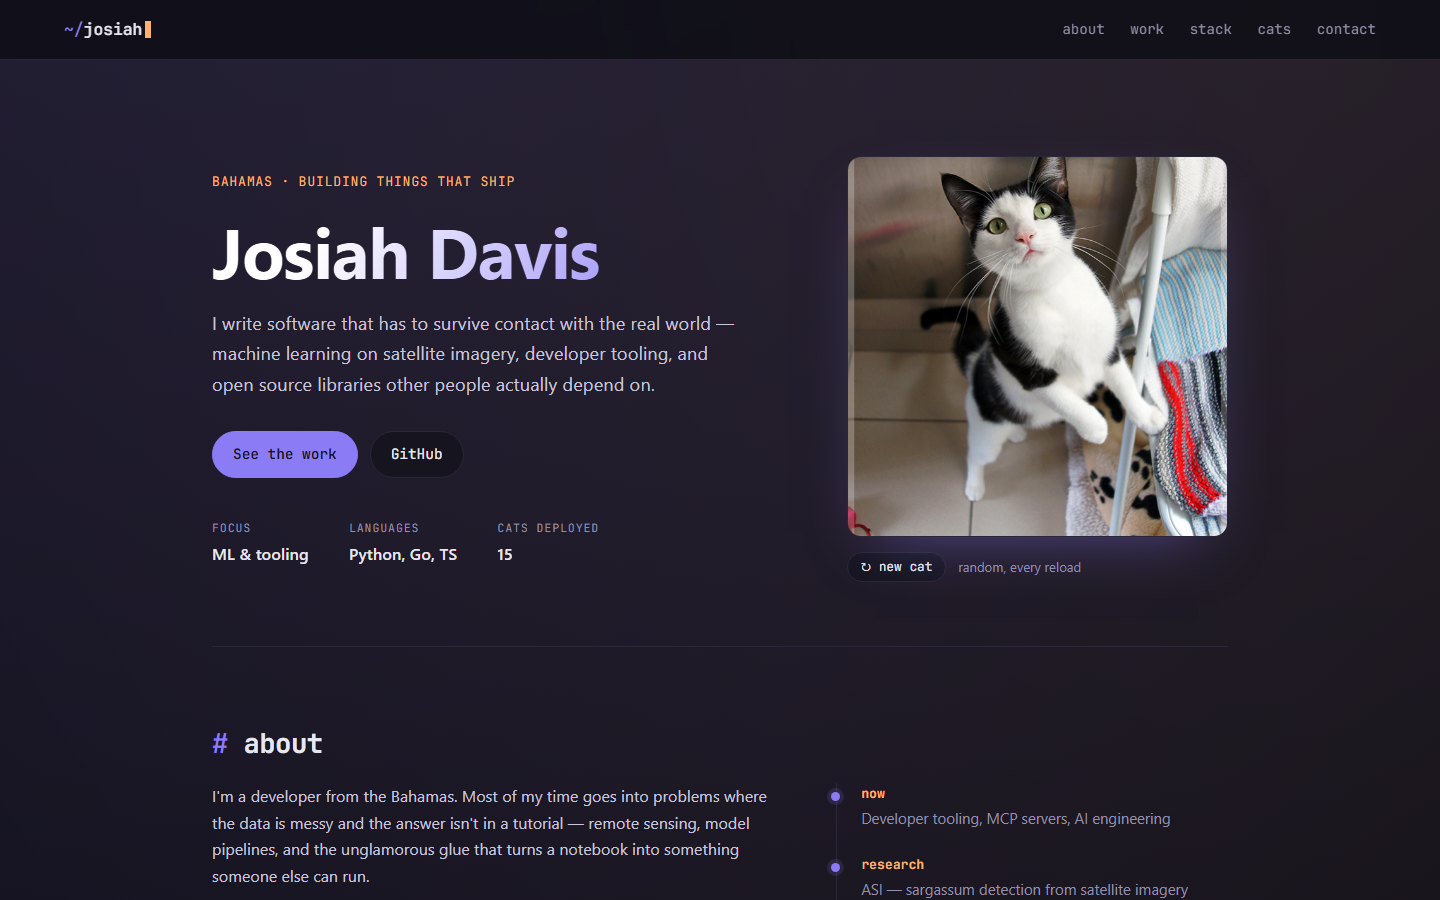 ~/josiah
about work stack cats contact
BAHAMAS · BUILDING THINGS THAT SHIP
Josiah Davis
I write software that has to survive contact with the real world —
machine learning on satellite imagery, developer tooling, and
open source libraries other people actually depend on.
See the work GitHub
FOCUS LANGUAGES CATS DEPLOYED
ML & tooling Python, Go, TS 15
↻ new cat random, every reload
# about
I'm a developer from the Bahamas. Most of my time goes into problems where
the data is messy and the answer isn't in a tutorial — remote sensing, model
pipelines, and the unglamorous glue that turns a notebook into something
someone else can run.
now
Developer tooling, MCP servers, AI engineering
research
ASI — sargassum detection from satellite imagery